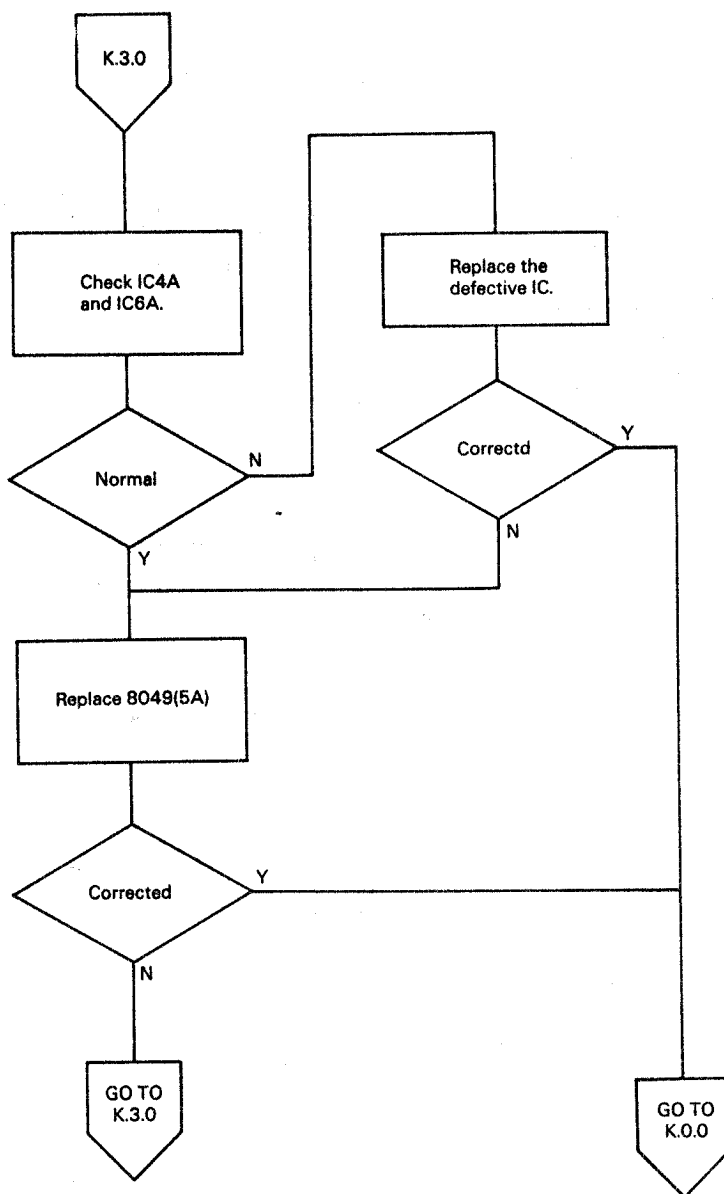 K.3.0
Check IC4A
and IC6A.
Normal
N
Y
Replace the
defective IC.
Correctd
Y
N
Replace 8049(5A)
Corrected
Y
N
GO TO
K.3.0
GO TO
K.0.0